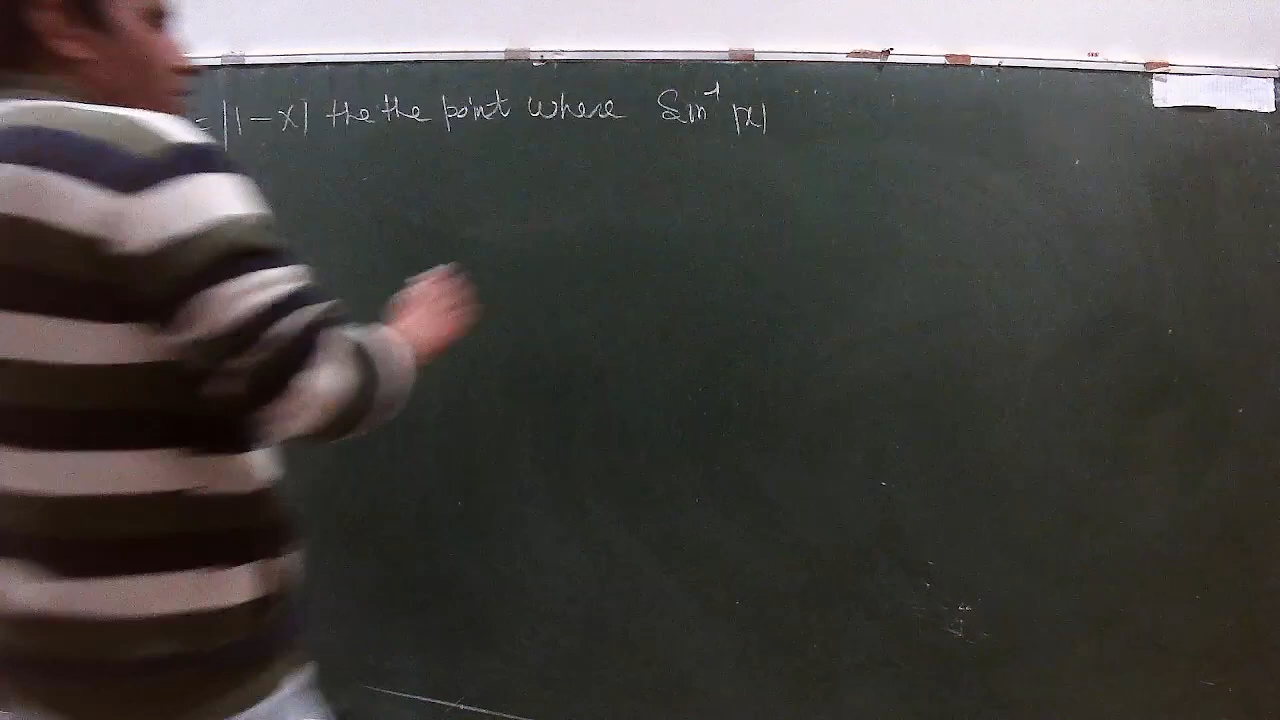 = |1-x| the the point where Sin⁻¹ |x|